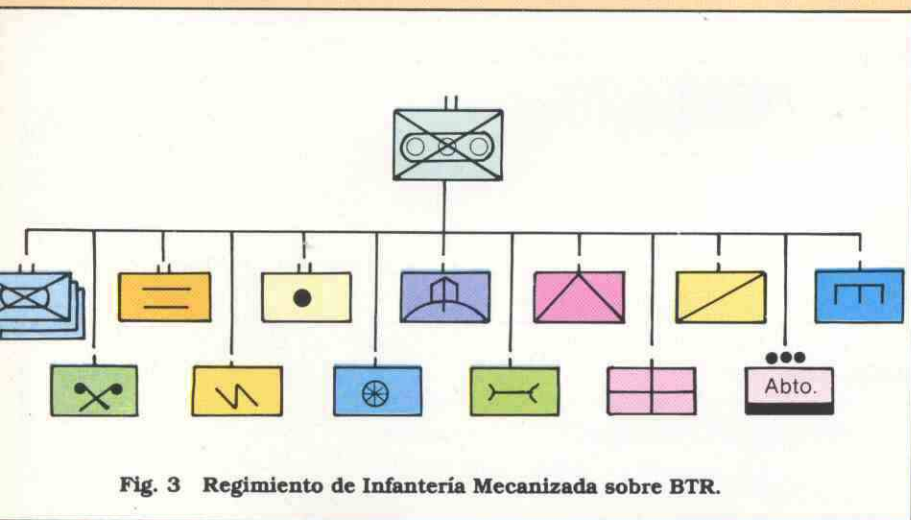 Abto.
Fig. 3 Regimiento de Infantería Mecanizada sobre BTR.